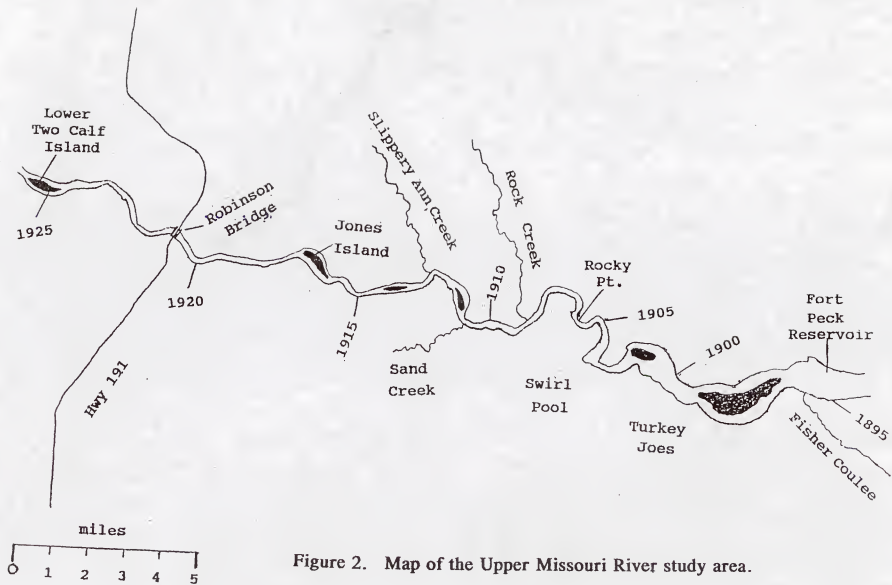 Lower
Two Calf
Island
1925
Robinson
Bridge
Hwy 191
1920
Jones
Island
1915
Slippery Ann Creek
Sand
Creek
1910
Rock Creek
Rocky
Pt.
1905
Swirl
Pool
1900
Turkey
Joes
Fort
Peck
Reservoir
1895
Fisher Coulee
miles
0 1 2 3 4 5
Figure 2. Map of the Upper Missouri River study area.